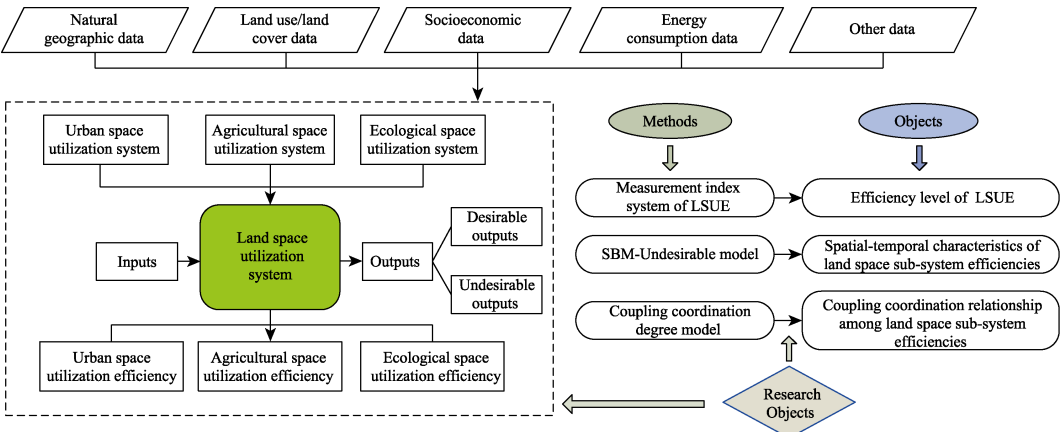 Natural
geographic data
Land use/land
cover data
Socioeconomic
data
Energy
consumption data
Other data
Urban space
utilization system
Agricultural space
utilization system
Ecological space
utilization system
Inputs
Land space
utilization
system
Outputs
Desirable
outputs
Undesirable
outputs
Urban space
utilization efficiency
Agricultural space
utilization efficiency
Ecological space
utilization efficiency
Methods
Objects
Measurement index
system of LSUE
Efficiency level of LSUE
SBM-Undesirable model
Spatial-temporal characteristics of
land space sub-system efficiencies
Coupling coordination
degree model
Coupling coordination relationship
among land space sub-system
efficiencies
Research
Objects